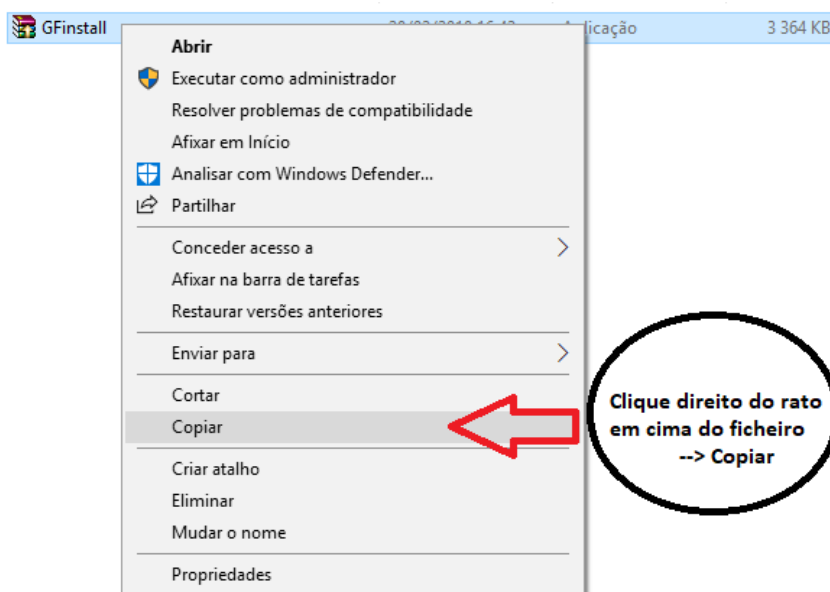 GFinstall licação 3 364 KB
Abrir
Executar como administrador
Resolver problemas de compatibilidade
Afixar em Início
Analisar com Windows Defender...
Partilhar
Conceder acesso a
Afixar na barra de tarefas
Restaurar versões anteriores
Enviar para
Cortar
Copiar
Criar atalho
Eliminar
Mudar o nome
Propriedades
Clique direito do rato
em cima do ficheiro
--> Copiar